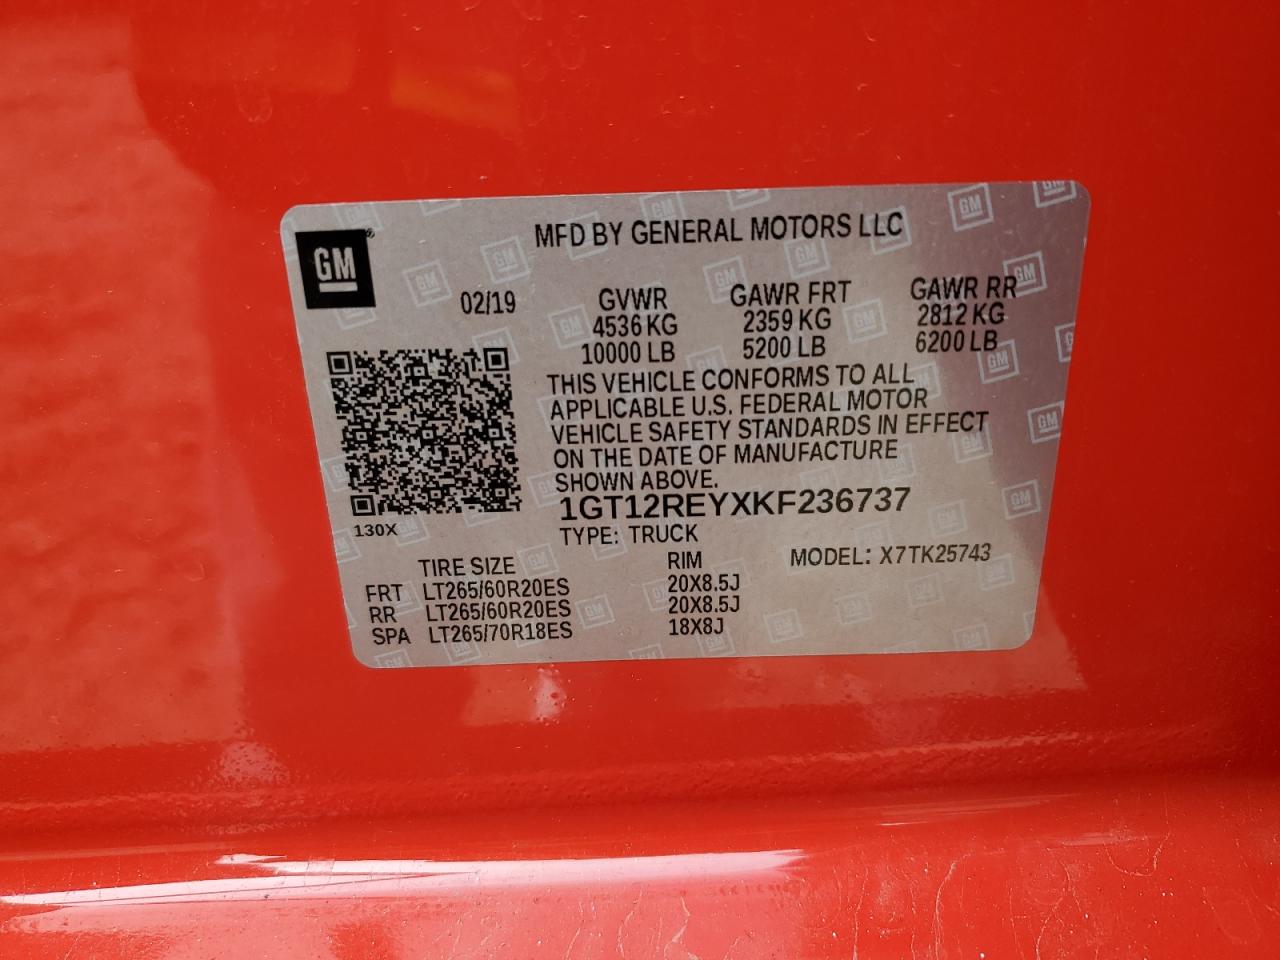 GM®
MFD BY GENERAL MOTORS LLC
02/19
GVWR GAWR FRT GAWR RR
4536 KG 2359 KG 2812 KG
10000 LB 5200 LB 6200 LB
THIS VEHICLE CONFORMS TO ALL
APPLICABLE U.S. FEDERAL MOTOR
VEHICLE SAFETY STANDARDS IN EFFECT
ON THE DATE OF MANUFACTURE
SHOWN ABOVE.
1GT12REYXKF236737
130X
TYPE: TRUCK
MODEL: X7TK25743
TIRE SIZE RIM
FRT LT265/60R20ES 20X8.5J
RR LT265/60R20ES 20X8.5J
SPA LT265/70R18ES 18X8J